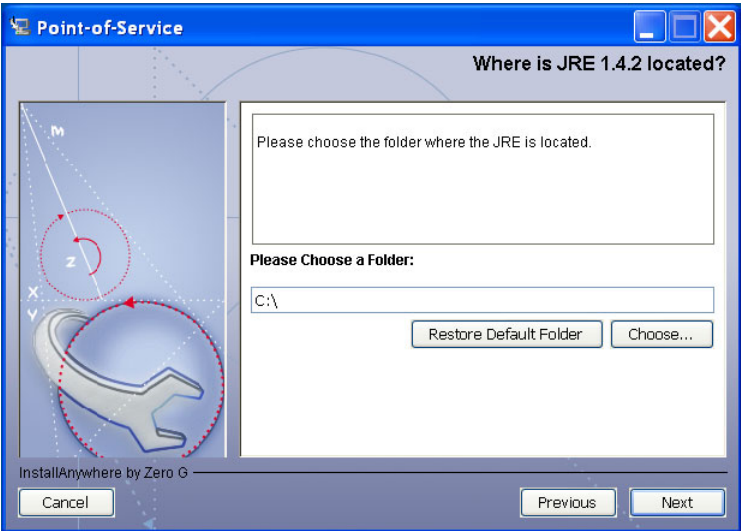 Point-of-Service
Where is JRE 1.4.2 located?
M
Z
X
Y
Please choose the folder where the JRE is located.
Please Choose a Folder:
C:\
Restore Default Folder
Choose...
InstallAnywhere by Zero G
Cancel
Previous
Next